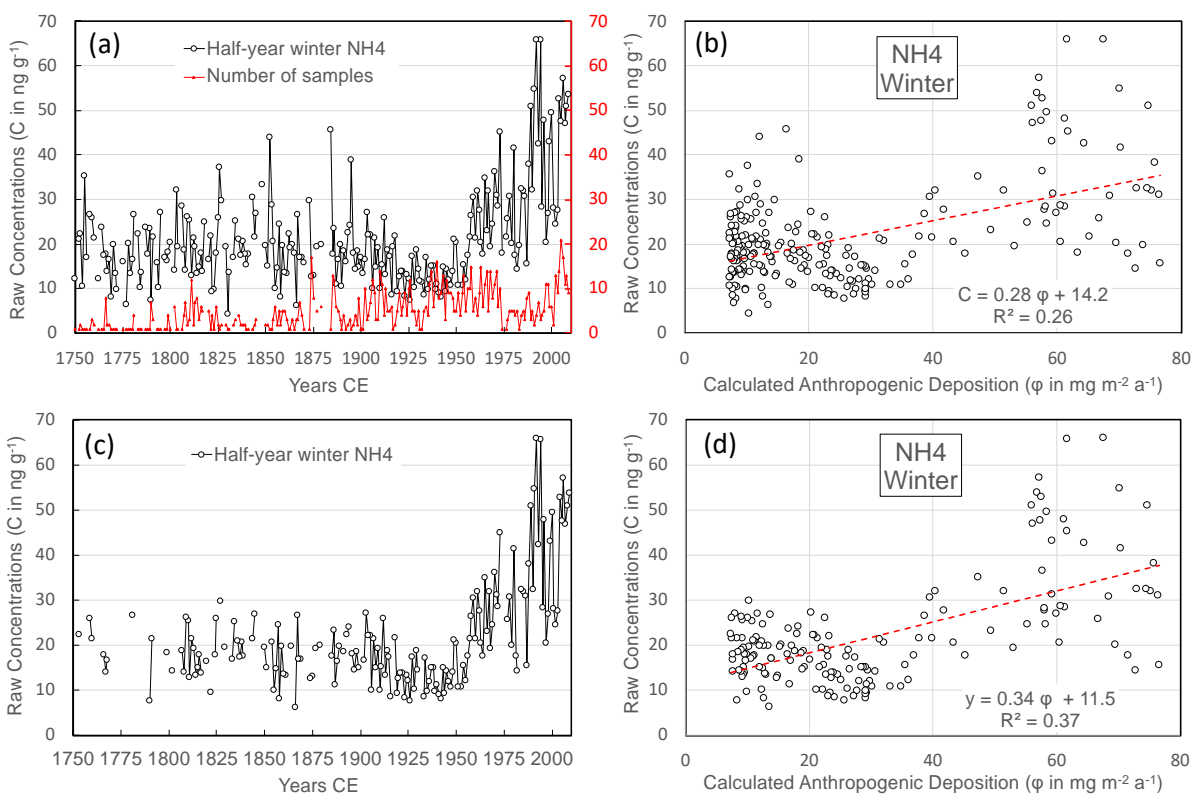 (a)
Half-year winter NH4
Number of samples
Raw Concentrations (C in ng g⁻¹)
70
60
50
40
30
20
10
0
70
60
50
40
30
20
10
0
1750 1775 1800 1825 1850 1875 1900 1925 1950 1975 2000
Years CE
(b)
NH4
Winter
Raw Concentrations (C in ng g⁻¹)
70
60
50
40
30
20
10
0
C = 0.28 φ + 14.2
R² = 0.26
0 20 40 60 80
Calculated Anthropogenic Deposition (φ in mg m⁻² a⁻¹)
(c)
Half-year winter NH4
Raw Concentrations (C in ng g⁻¹)
70
60
50
40
30
20
10
0
1750 1775 1800 1825 1850 1875 1900 1925 1950 1975 2000
Years CE
(d)
NH4
Winter
Raw Concentrations (C in ng g⁻¹)
70
60
50
40
30
20
10
0
y = 0.34 φ + 11.5
R² = 0.37
0 20 40 60 80
Calculated Anthropogenic Deposition (φ in mg m⁻² a⁻¹)